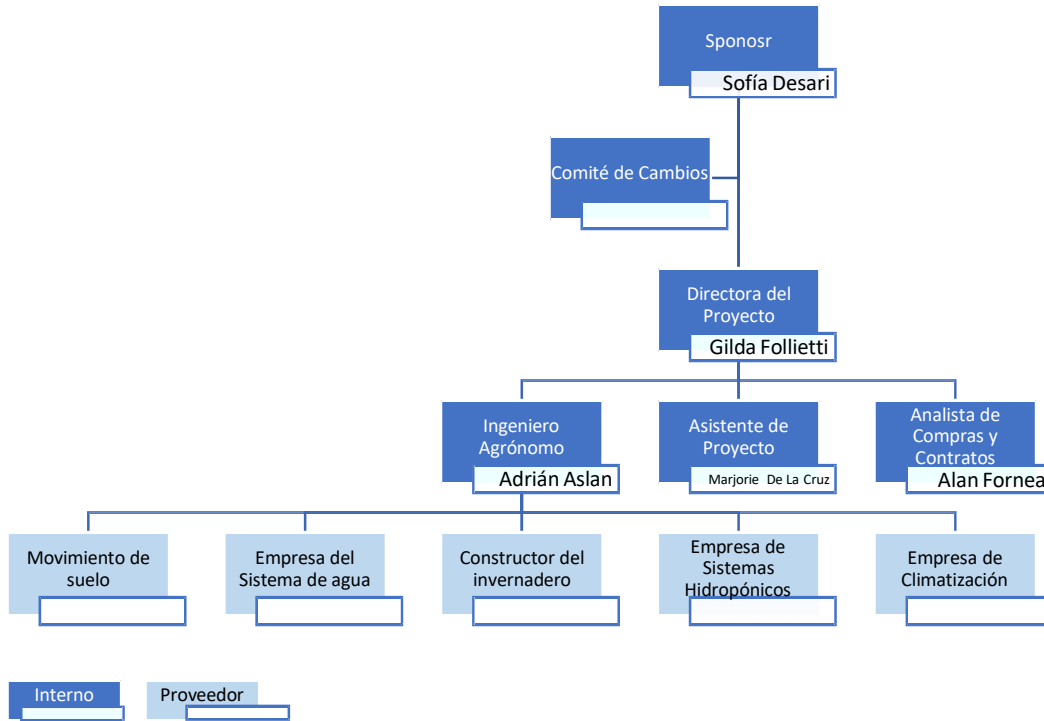 Sponosr
Sofía Desari
Comité de Cambios
Directora del
Proyecto
Gilda Follietti
Ingeniero
Agrónomo
Adrián Aslan
Asistente de
Proyecto
Marjorie De La Cruz
Analista de
Compras y
Contratos
Alan Fornea
Movimiento de
suelo
Empresa del
Sistema de agua
Constructor del
invernadero
Empresa de
Sistemas
Hidropónicos
Empresa de
Climatización
Interno
Proveedor